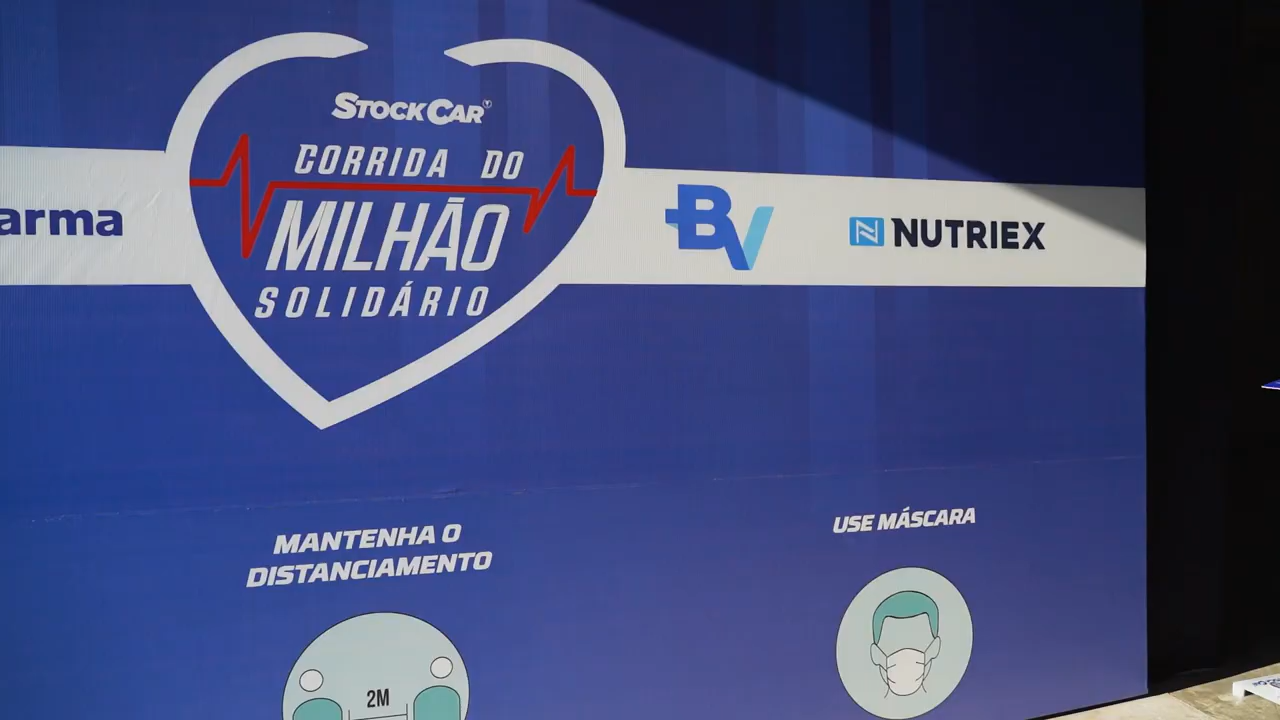 STOCK CAR
CORRIDA DO
MILHÃO
SOLIDÁRIO
arma
BV
NUTRIEX
MANTENHA O
DISTANCIAMENTO
USE MÁSCARA
2M